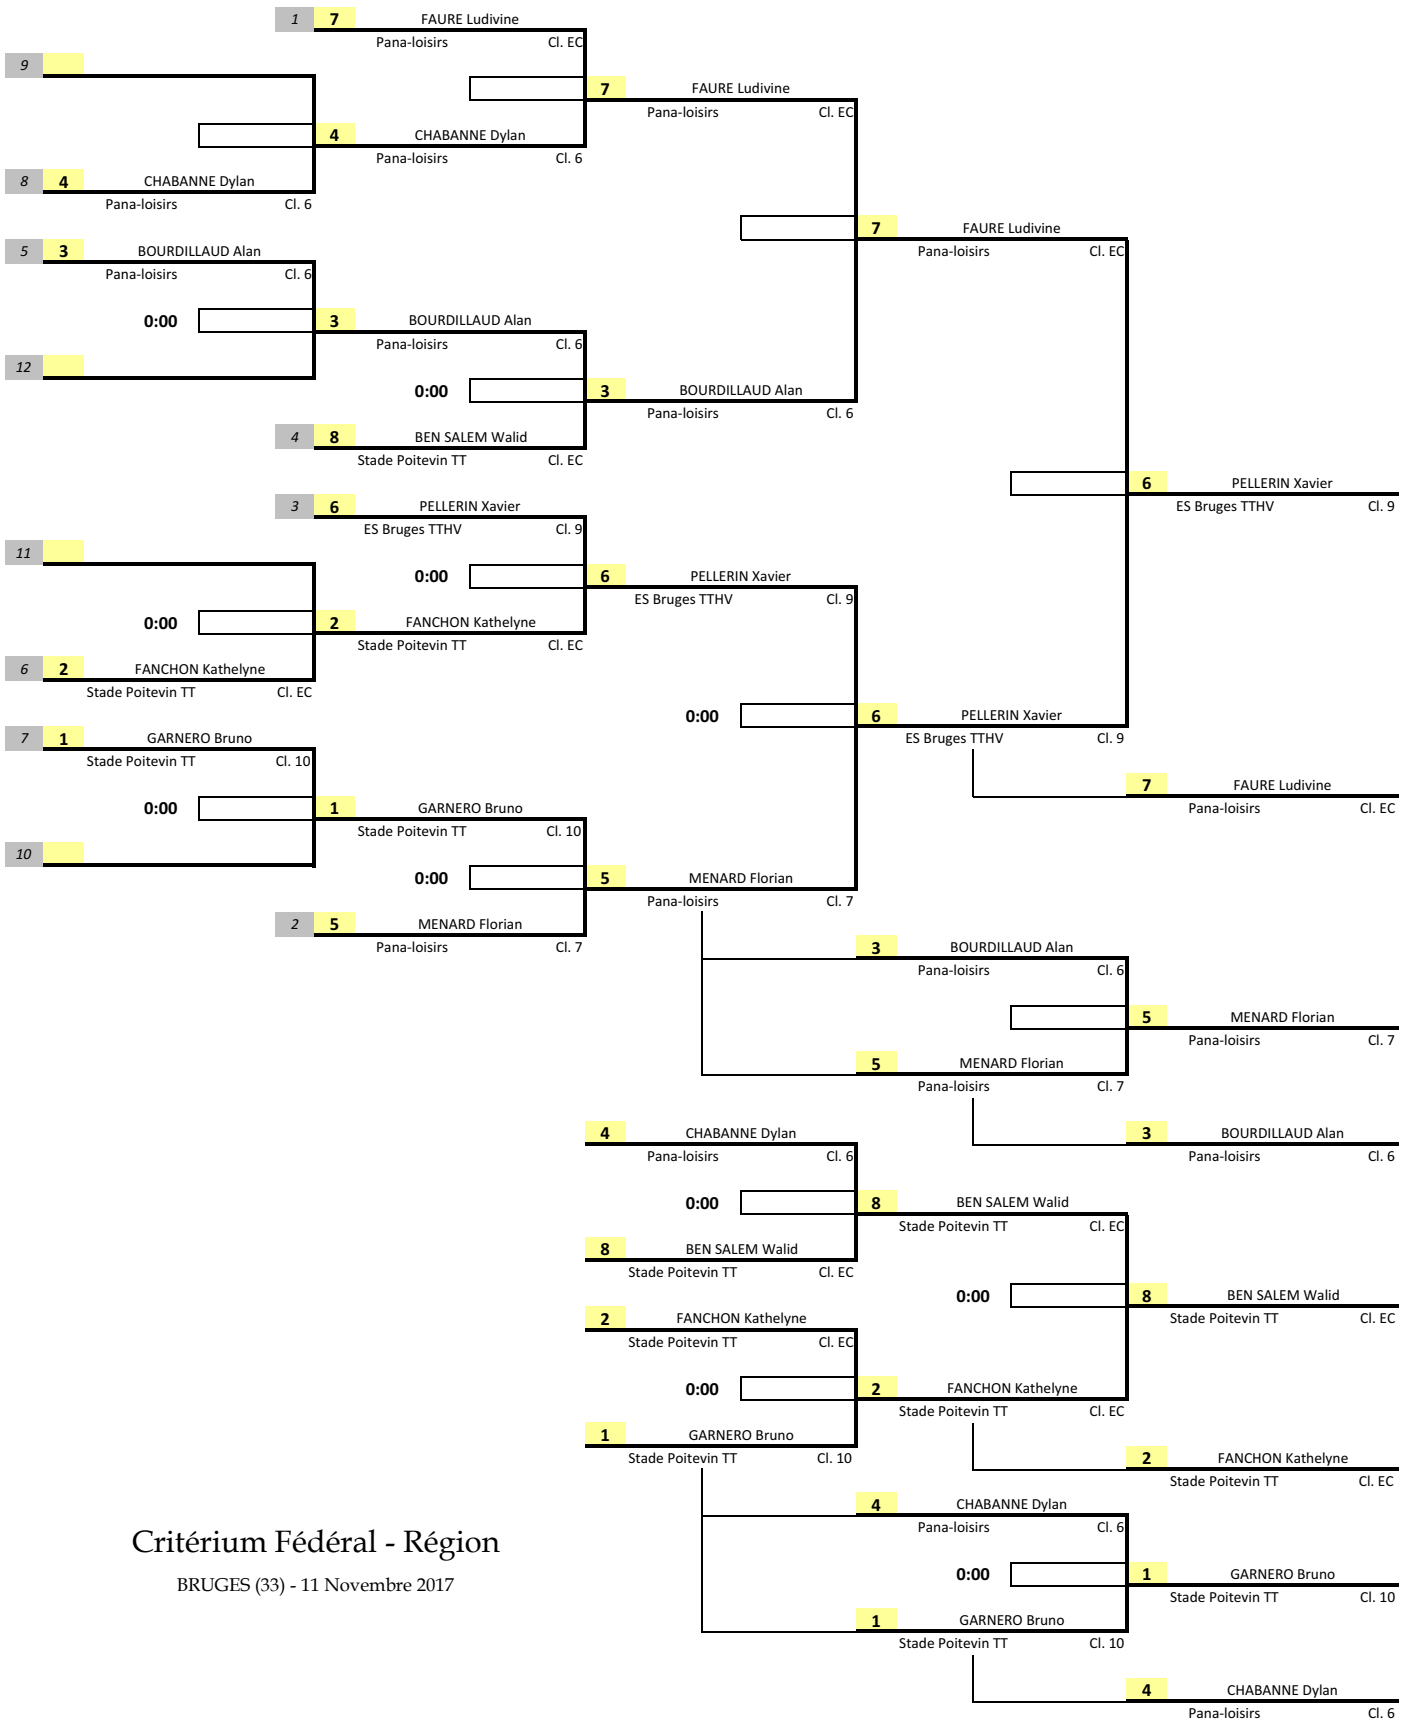 1 7 FAURE Ludivine
Pana-loisirs Cl. EC
9
7 FAURE Ludivine
Pana-loisirs Cl. EC
4 CHABANNE Dylan
Pana-loisirs Cl. 6
8 4 CHABANNE Dylan
Pana-loisirs Cl. 6
7 FAURE Ludivine
Pana-loisirs Cl. EC
5 3 BOURDILLAUD Alan
Pana-loisirs Cl. 6
0:00 3 BOURDILLAUD Alan
Pana-loisirs Cl. 6
12
0:00 3 BOURDILLAUD Alan
Pana-loisirs Cl. 6
4 8 BEN SALEM Walid
Stade Poitevin TT Cl. EC
6 PELLERIN Xavier
ES Bruges TTHV Cl. 9
3 6 PELLERIN Xavier
ES Bruges TTHV Cl. 9
11
0:00 6 PELLERIN Xavier
ES Bruges TTHV Cl. 9
0:00 2 FANCHON Kathelyne
Stade Poitevin TT Cl. EC
6 2 FANCHON Kathelyne
Stade Poitevin TT Cl. EC
0:00 6 PELLERIN Xavier
ES Bruges TTHV Cl. 9
7 1 GARNERO Bruno
Stade Poitevin TT Cl. 10
7 FAURE Ludivine
Pana-loisirs Cl. EC
0:00 1 GARNERO Bruno
Stade Poitevin TT Cl. 10
10
0:00 5 MENARD Florian
Pana-loisirs Cl. 7
2 5 MENARD Florian
Pana-loisirs Cl. 7
3 BOURDILLAUD Alan
Pana-loisirs Cl. 6
5 MENARD Florian
Pana-loisirs Cl. 7
5 MENARD Florian
Pana-loisirs Cl. 7
4 CHABANNE Dylan
Pana-loisirs Cl. 6
3 BOURDILLAUD Alan
Pana-loisirs Cl. 6
0:00 8 BEN SALEM Walid
Stade Poitevin TT Cl. EC
8 BEN SALEM Walid
Stade Poitevin TT Cl. EC
0:00 8 BEN SALEM Walid
Stade Poitevin TT Cl. EC
2 FANCHON Kathelyne
Stade Poitevin TT Cl. EC
0:00 2 FANCHON Kathelyne
Stade Poitevin TT Cl. EC
1 GARNERO Bruno
Stade Poitevin TT Cl. 10
2 FANCHON Kathelyne
Stade Poitevin TT Cl. EC
4 CHABANNE Dylan
Pana-loisirs Cl. 6
Critérium Fédéral - Région
BRUGES (33) - 11 Novembre 2017
0:00 1 GARNERO Bruno
Stade Poitevin TT Cl. 10
1 GARNERO Bruno
Stade Poitevin TT Cl. 10
4 CHABANNE Dylan
Pana-loisirs Cl. 6